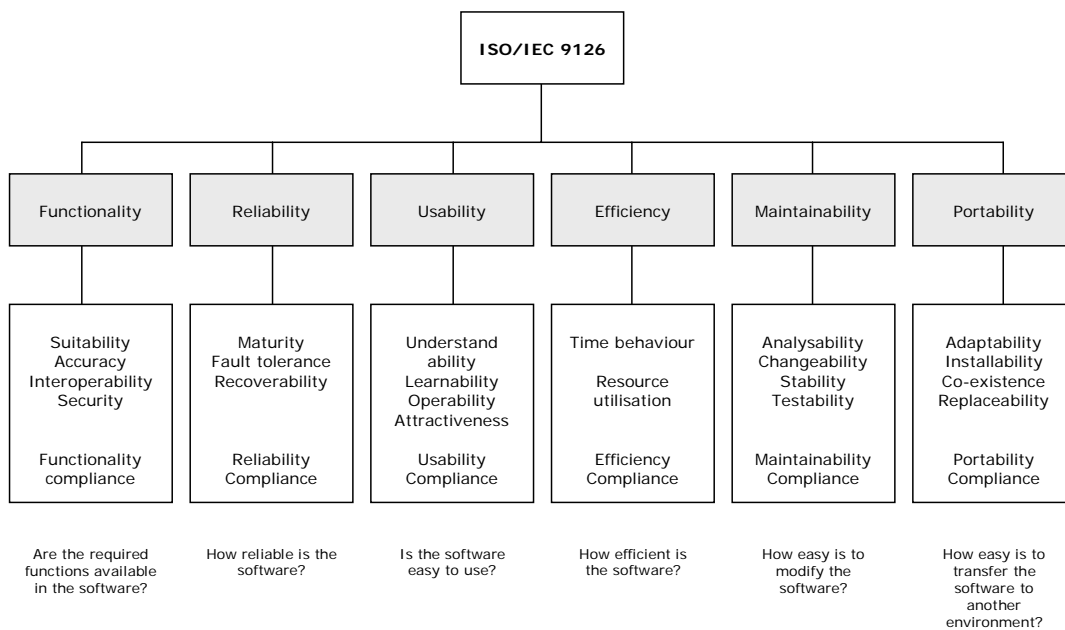 ISO/IEC 9126
Functionality
Reliability
Usability
Efficiency
Maintainability
Portability
Suitability
Accuracy
Interoperability
Security
Functionality
compliance
Maturity
Fault tolerance
Recoverability
Reliability
Compliance
Understand
ability
Learnability
Operability
Attractiveness
Usability
Compliance
Time behaviour
Resource
utilisation
Efficiency
Compliance
Analysability
Changeability
Stability
Testability
Maintainability
Compliance
Adaptability
Installability
Co-existence
Replaceability
Portability
Compliance
Are the required
functions available
in the software?
How reliable is the
software?
Is the software
easy to use?
How efficient is
the software?
How easy is to
modify the
software?
How easy is to
transfer the
software to
another
environment?